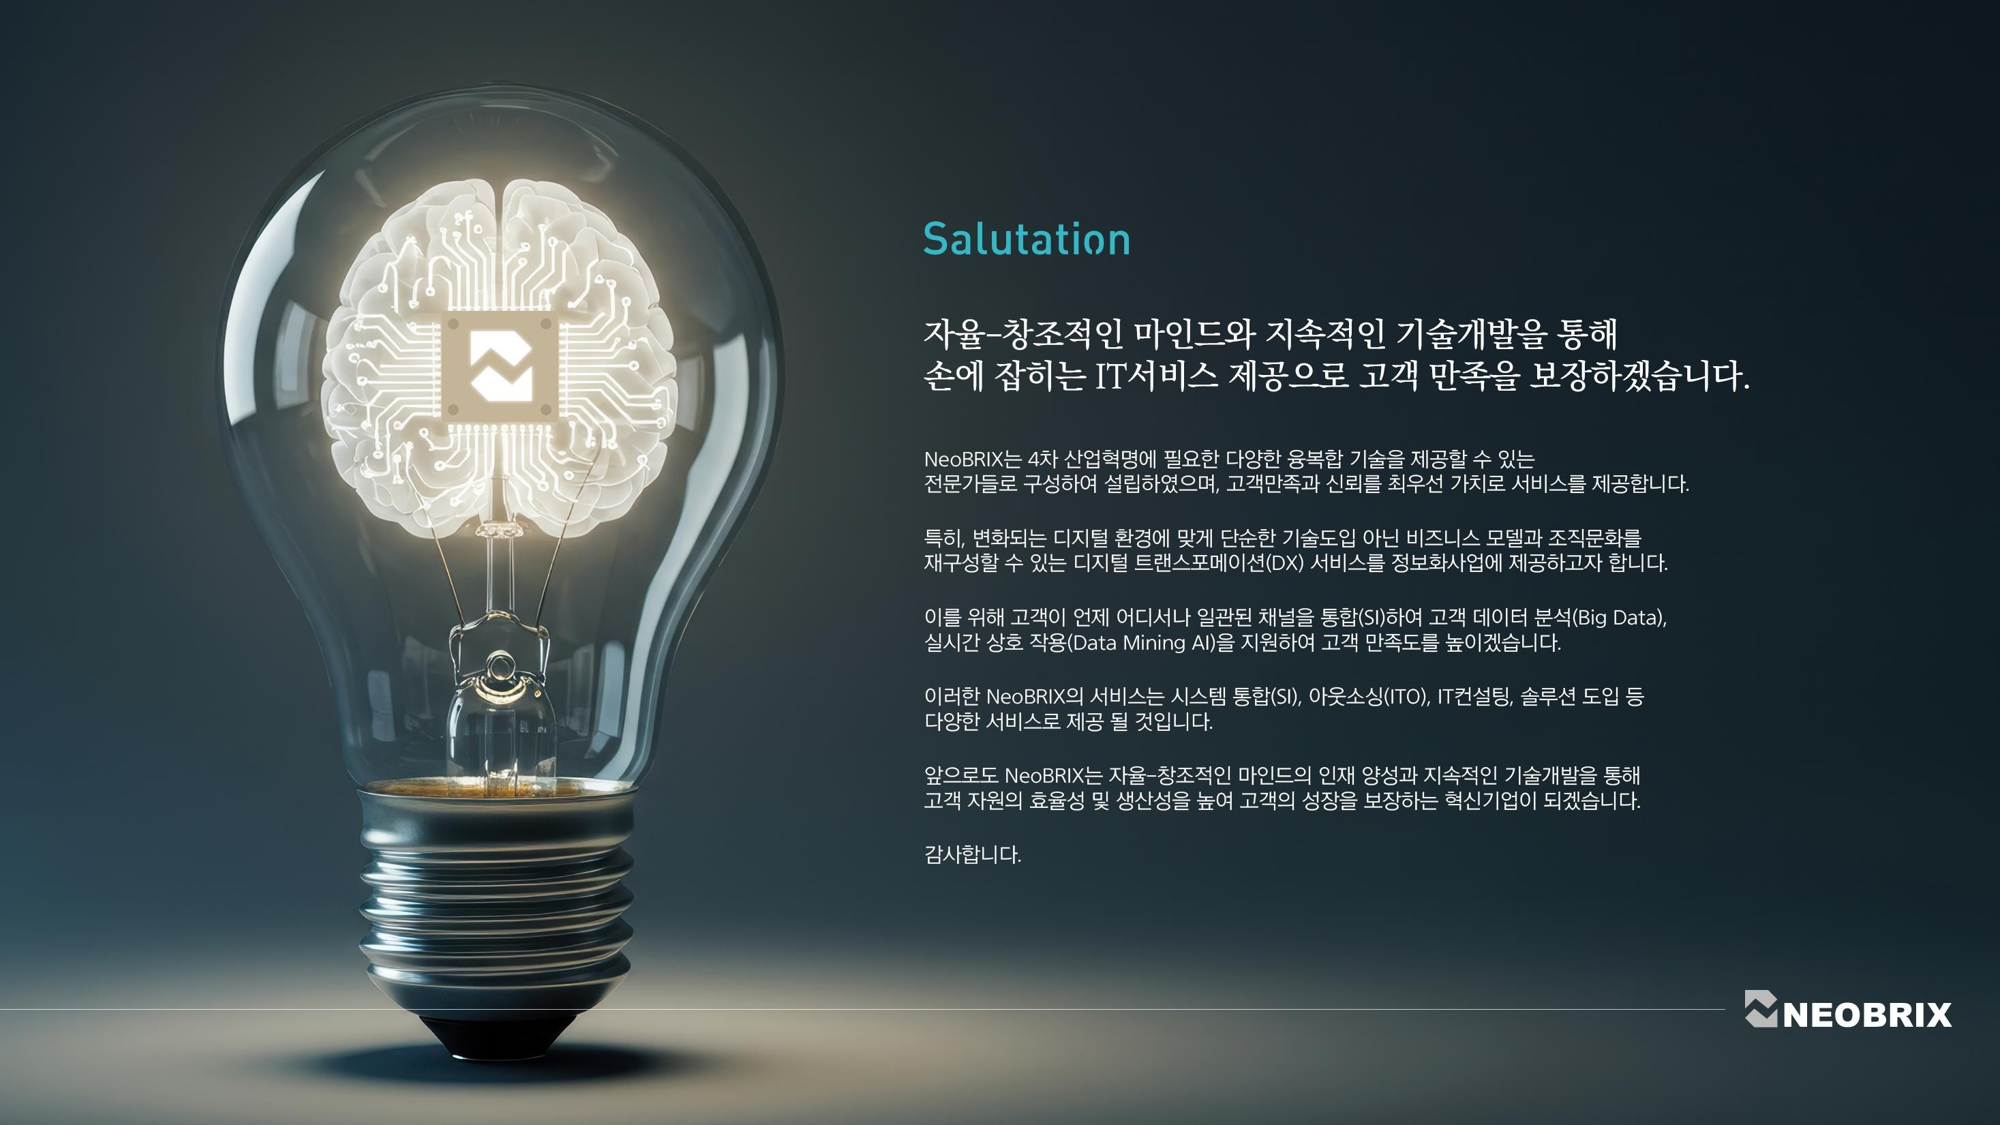 Salutation
자율-창조적인 마인드와 지속적인 기술개발을 통해
손에 잡히는 IT서비스 제공으로 고객 만족을 보장하겠습니다.
NeoBRIX는 4차 산업혁명에 필요한 다양한 융복합 기술을 제공할 수 있는
전문가들로 구성하여 설립하였으며, 고객만족과 신뢰를 최우선 가치로 서비스를 제공합니다.
특히, 변화되는 디지털 환경에 맞게 단순한 기술도입 아닌 비즈니스 모델과 조직문화를
재구성할 수 있는 디지털 트랜스포메이션(DX) 서비스를 정보화사업에 제공하고자 합니다.
이를 위해 고객이 언제 어디서나 일관된 채널을 통합(SI)하여 고객 데이터 분석(Big Data),
실시간 상호 작용(Data Mining AI)을 지원하여 고객 만족도를 높이겠습니다.
이러한 NeoBRIX의 서비스는 시스템 통합(SI), 아웃소싱(ITO), IT컨설팅, 솔루션 도입 등
다양한 서비스로 제공 될 것입니다.
앞으로도 NeoBRIX는 자율-창조적인 마인드의 인재 양성과 지속적인 기술개발을 통해
고객 자원의 효율성 및 생산성을 높여 고객의 성장을 보장하는 혁신기업이 되겠습니다.
감사합니다.
NEOBRIX